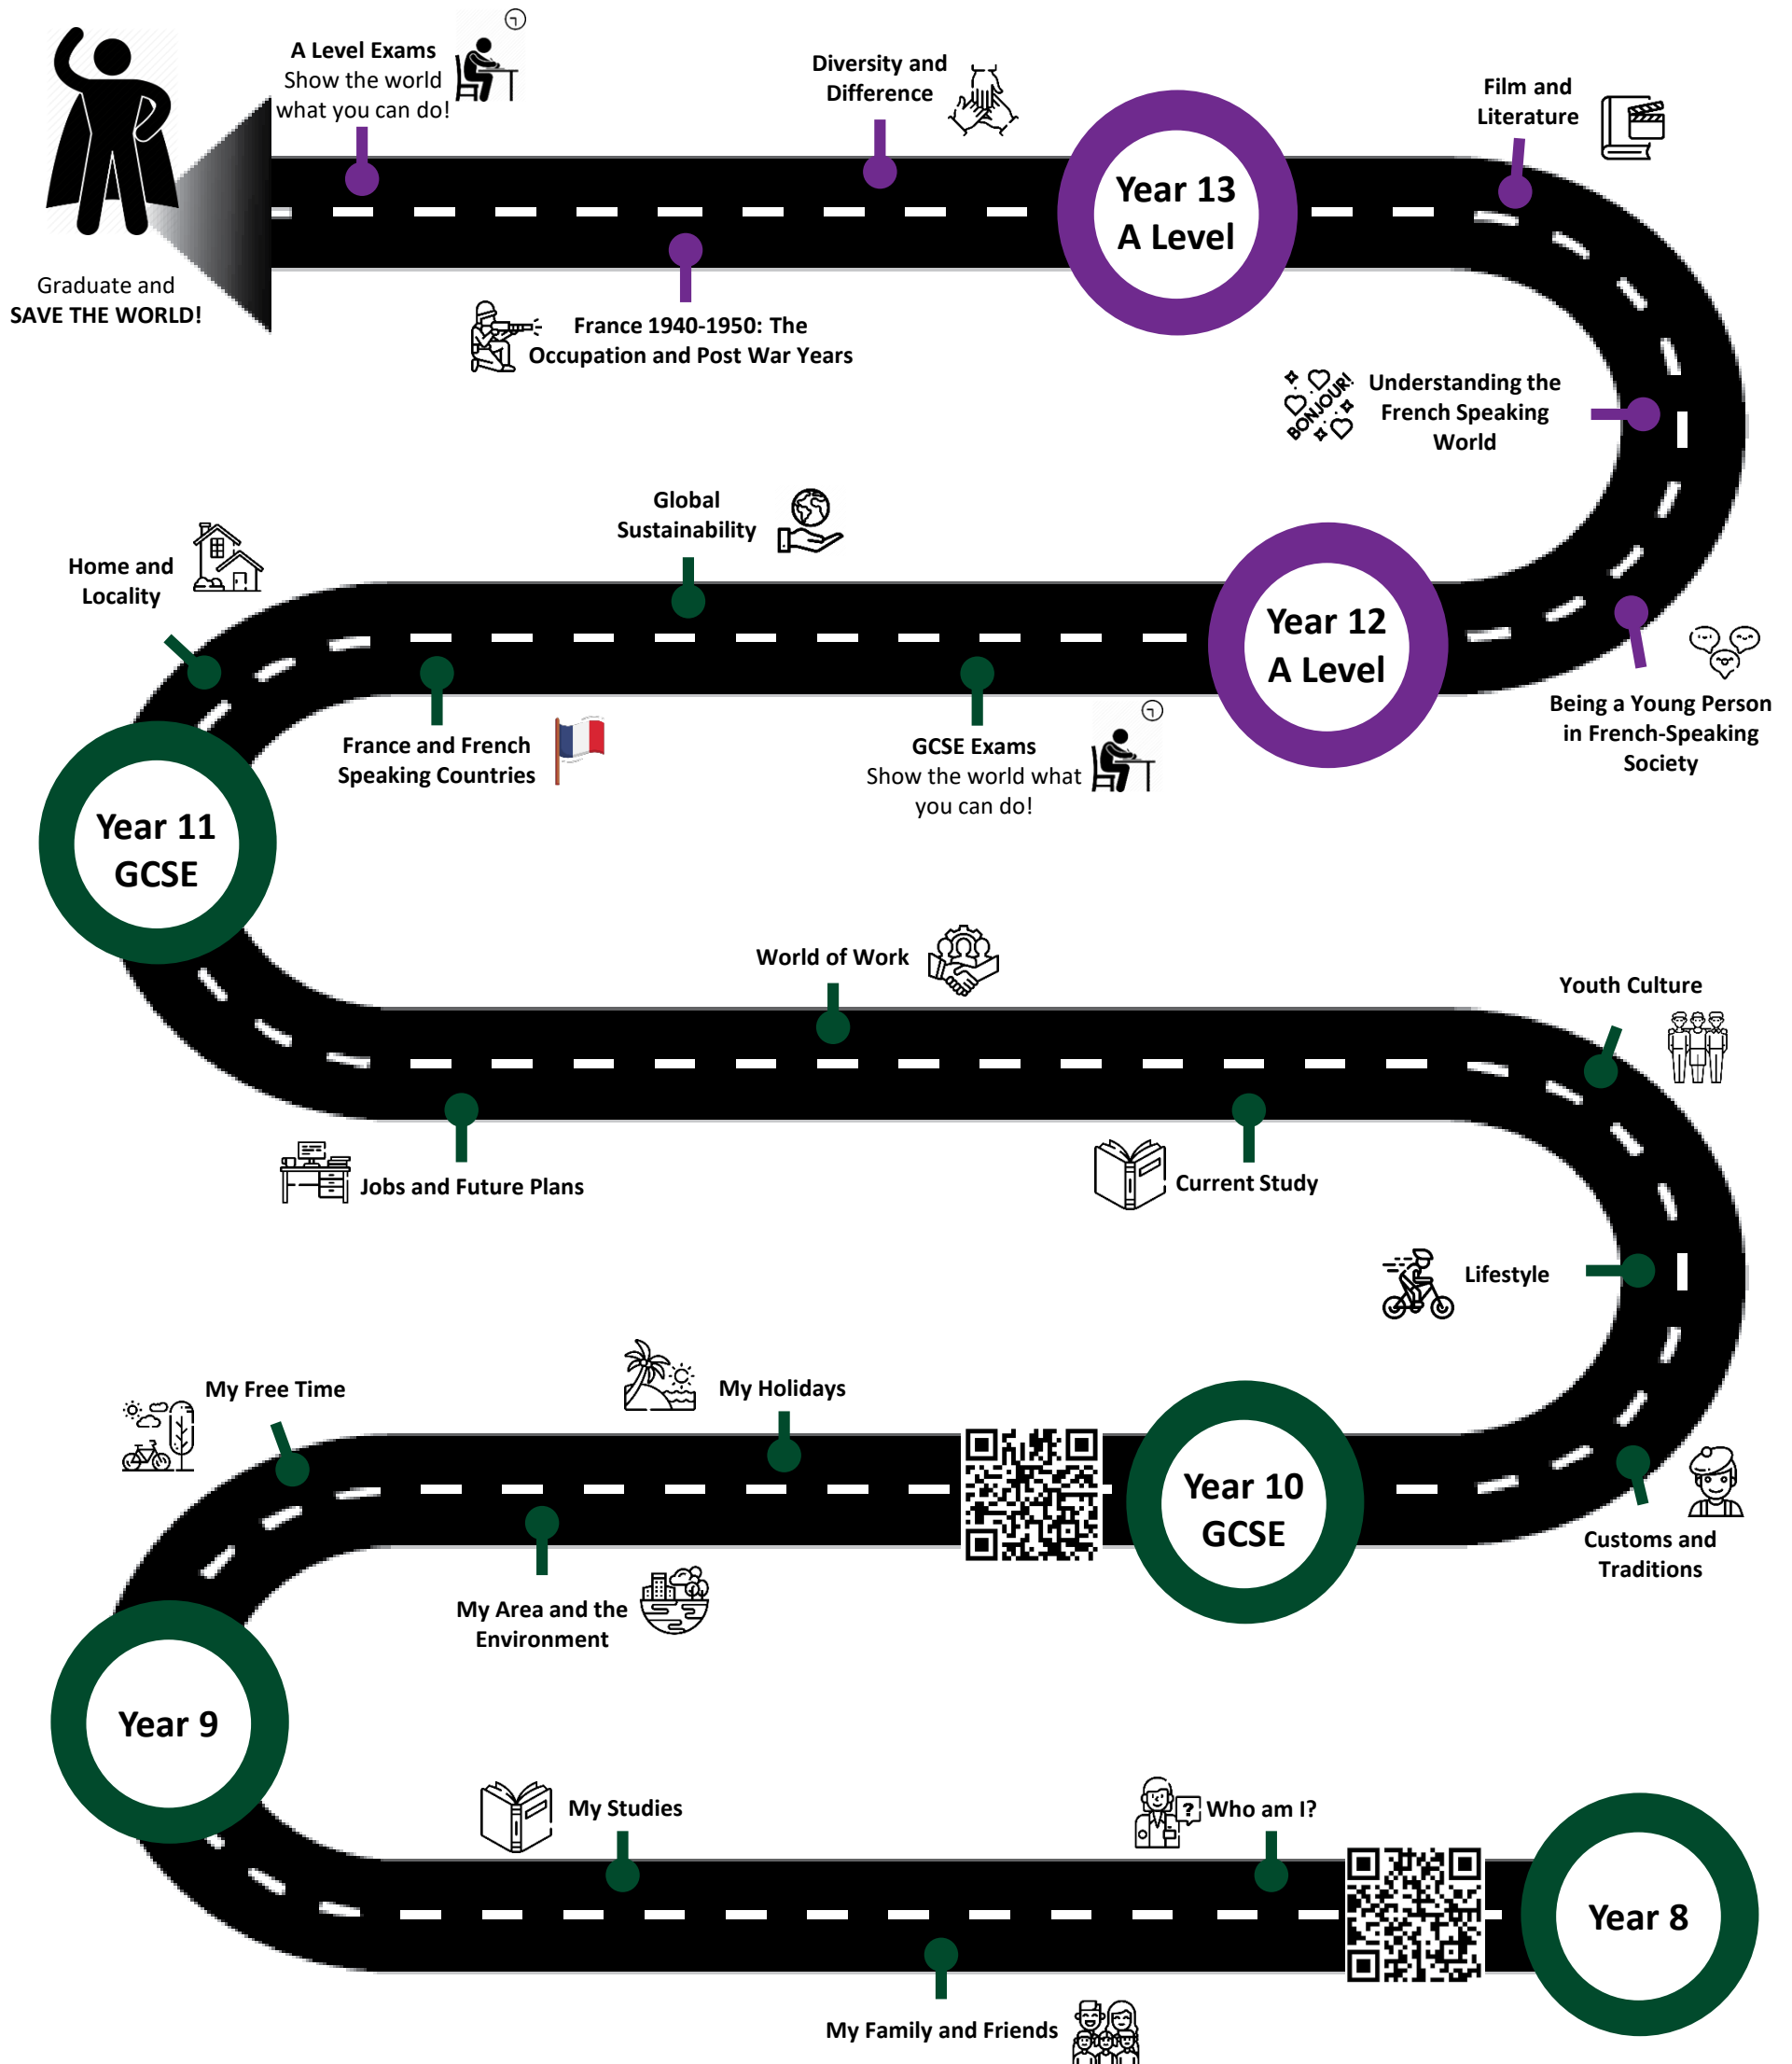 A Level Exams
Show the world
what you can do!
Diversity and
Difference
Film and
Literature
Year 13
A Level
Graduate and
SAVE THE WORLD!
France 1940-1950: The
Occupation and Post War Years
BONJOUR!
Understanding the
French Speaking
World
Global
Sustainability
Home and
Locality
Year 12
A Level
Being a Young Person
in French-Speaking
Society
France and French
Speaking Countries
GCSE Exams
Show the world what
you can do!
Year 11
GCSE
World of Work
Youth Culture
Jobs and Future Plans
Current Study
Lifestyle
My Free Time
My Holidays
Year 10
GCSE
Customs and
Traditions
My Area and the
Environment
Year 9
My Studies
?
Who am I?
Year 8
My Family and Friends